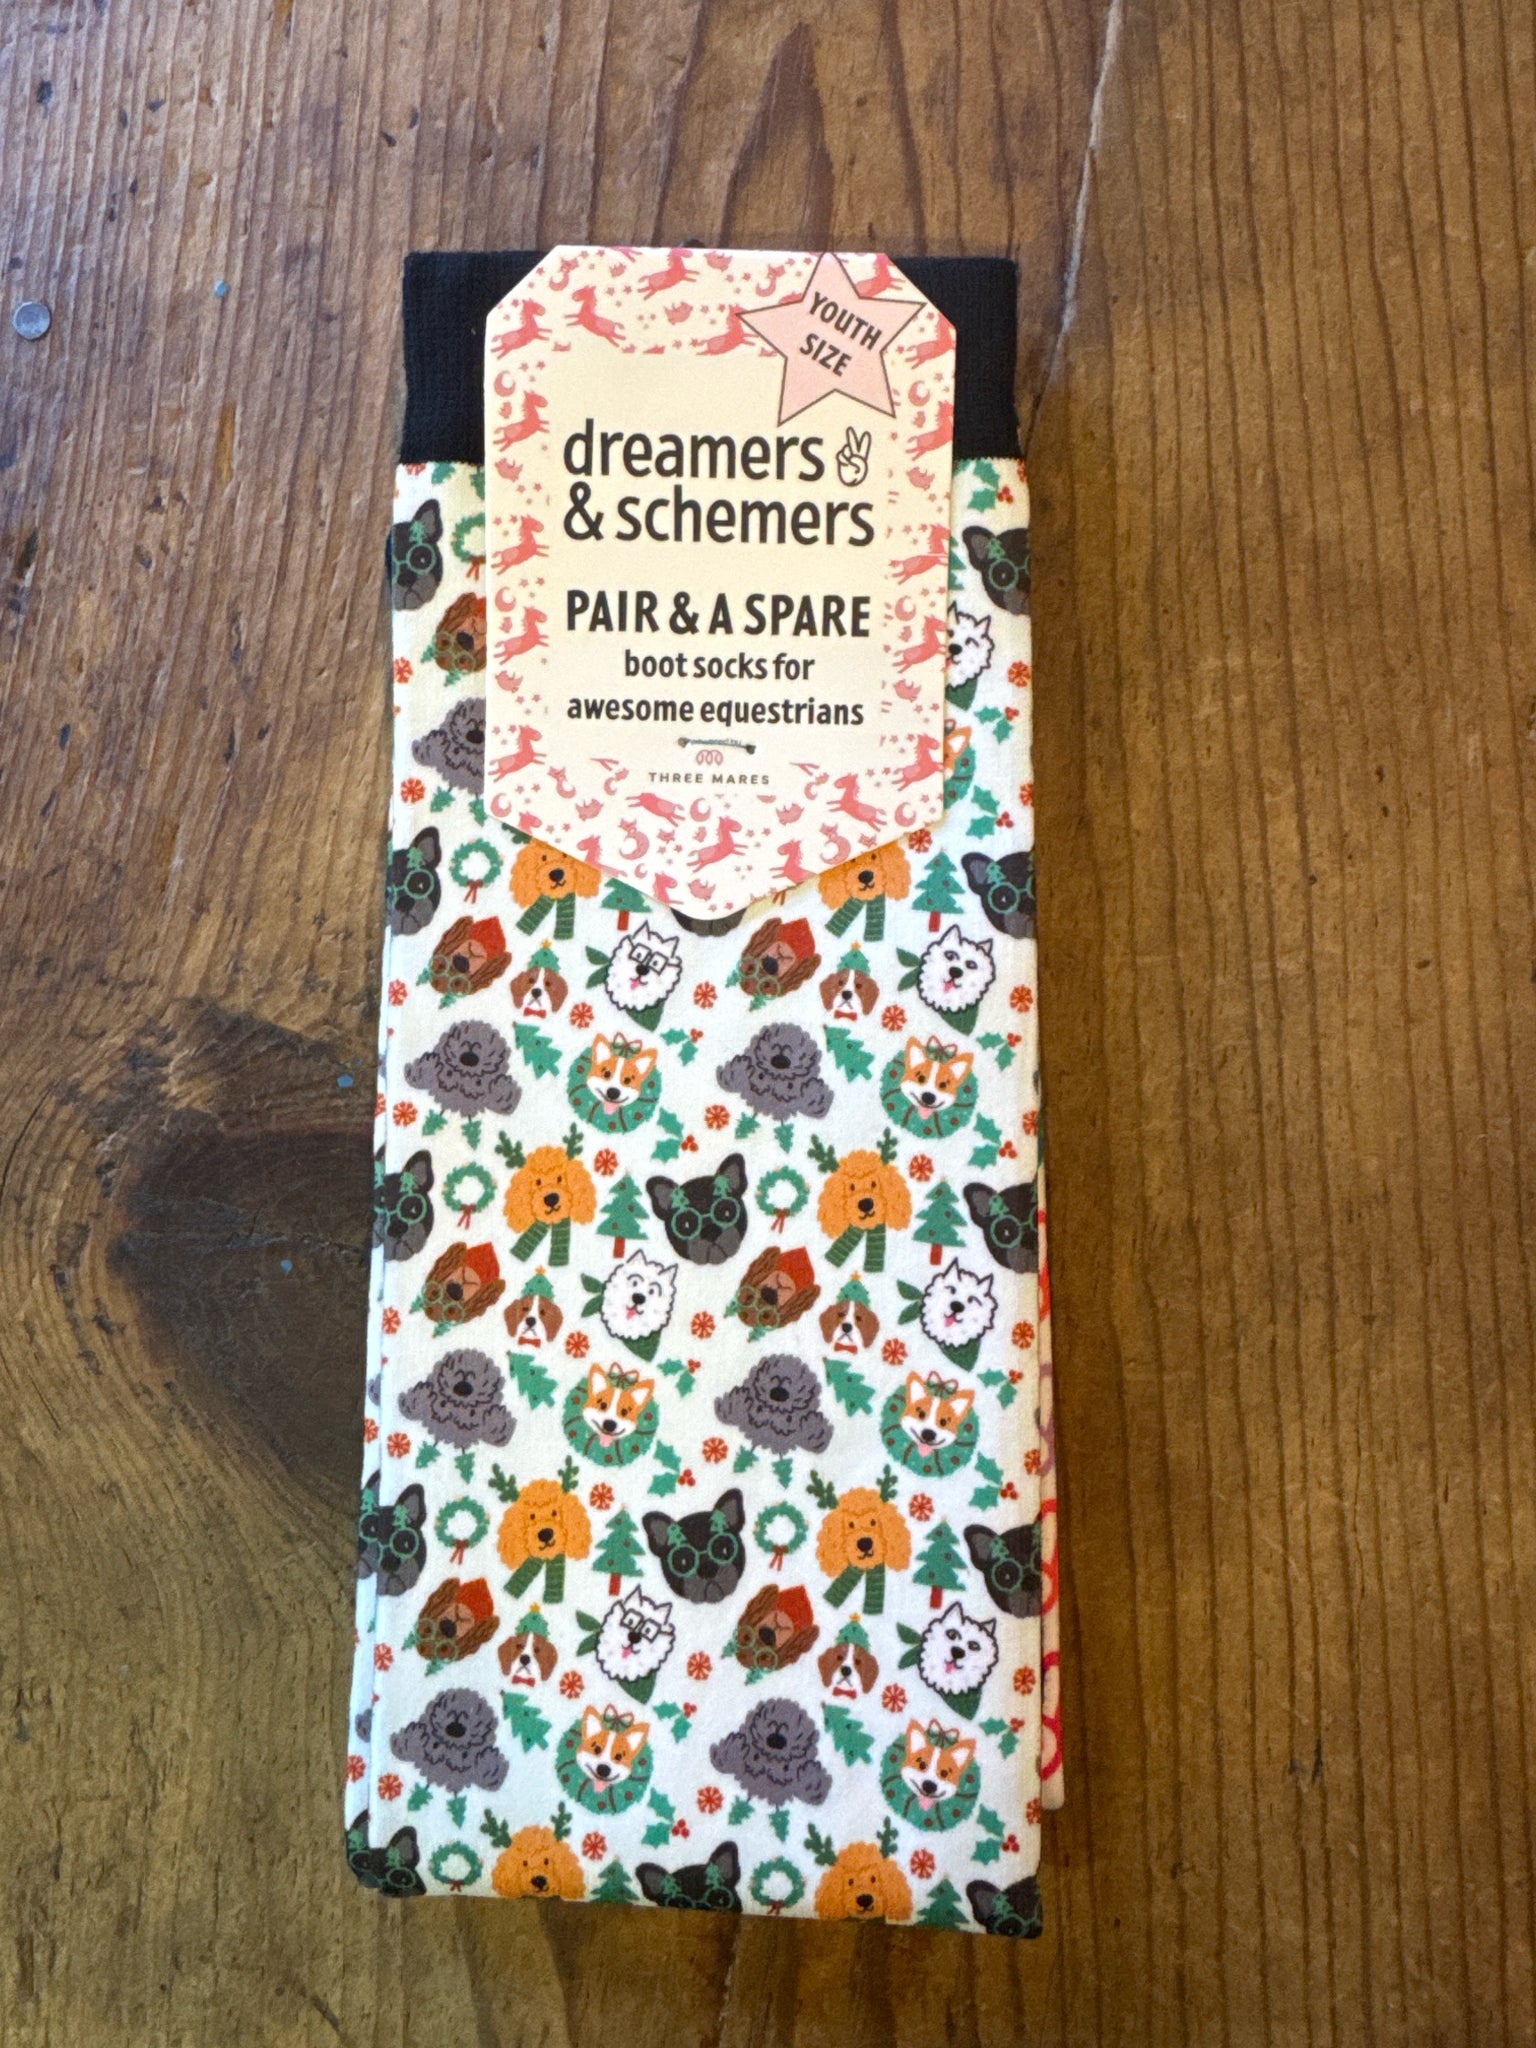 YOUTH
SIZE
dreamers
& schemers
PAIR & A SPARE
boot socks for
awesome equestrians
THREE MARES